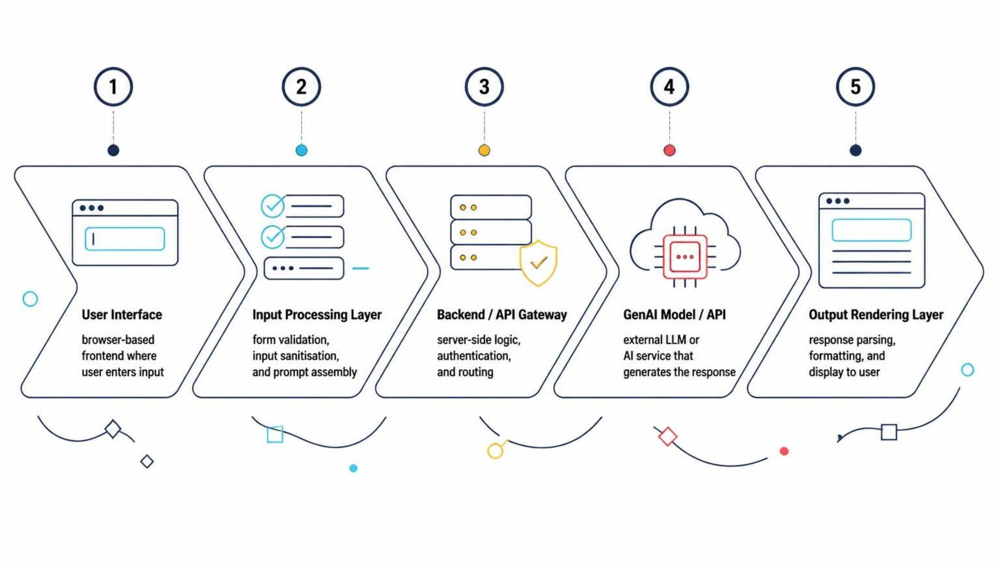 1
2
3
4
5
User Interface
browser-based
frontend where
user enters input
Input Processing Layer
form validation,
input sanitisation,
and prompt assembly
Backend / API Gateway
server-side logic,
authentication,
and routing
GenAI Model / API
external LLM or
AI service that
generates the response
Output Rendering Layer
response parsing,
formatting, and
display to user